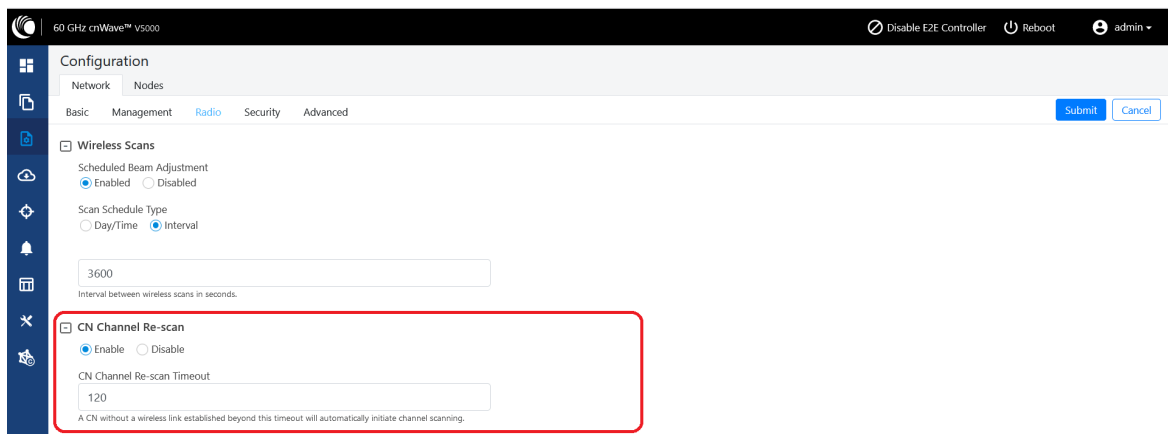 60 GHz cnWave™ V5000
Disable E2E Controller
Reboot
admin
Configuration
Network Nodes
Basic Management Radio Security Advanced
Submit Cancel
Wireless Scans
Scheduled Beam Adjustment
Enabled Disabled
Scan Schedule Type
Day/Time Interval
3600
Interval between wireless scans in seconds.
CN Channel Re-scan
Enable Disable
CN Channel Re-scan Timeout
120
A CN without a wireless link established beyond this timeout will automatically initiate channel scanning.